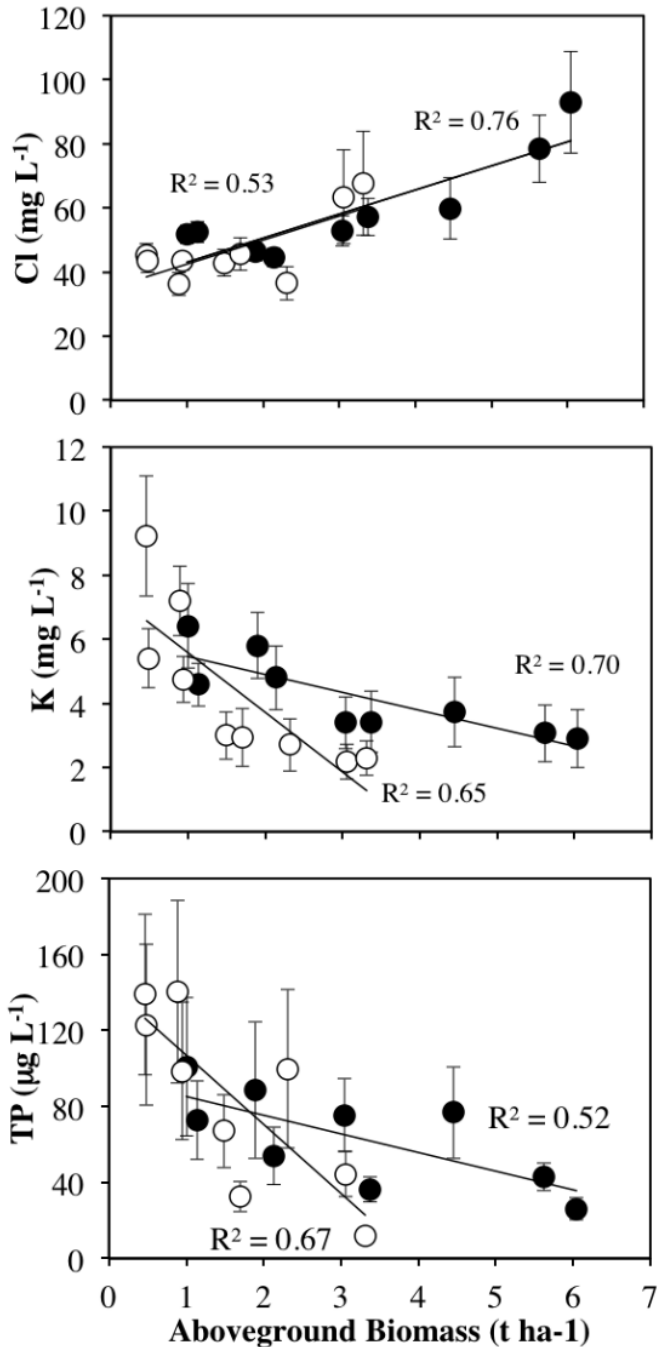 120
100
80
60
40
20
0
Cl (mg L⁻¹)
R² = 0.53
R² = 0.76
12
10
8
6
4
2
0
K (mg L⁻¹)
R² = 0.70
R² = 0.65
200
160
120
80
40
0
TP (µg L⁻¹)
R² = 0.52
R² = 0.67
0 1 2 3 4 5 6 7
Aboveground Biomass (t ha-1)